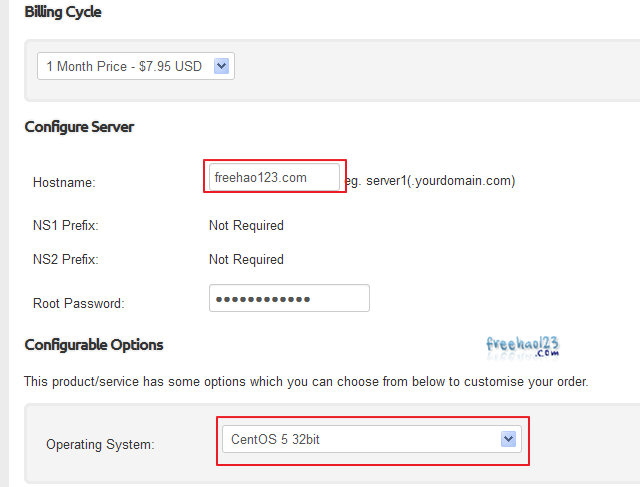 Billing Cycle
1 Month Price - $7.95 USD
Configure Server
Hostname: freehao123.com eg. server1(.yourdomain.com)
NS1 Prefix: Not Required
NS2 Prefix: Not Required
Root Password: ●●●●●●●●●●●●
Configurable Options
freehao123
.com
This product/service has some options which you can choose from below to customise your order.
Operating System: CentOS 5 32bit